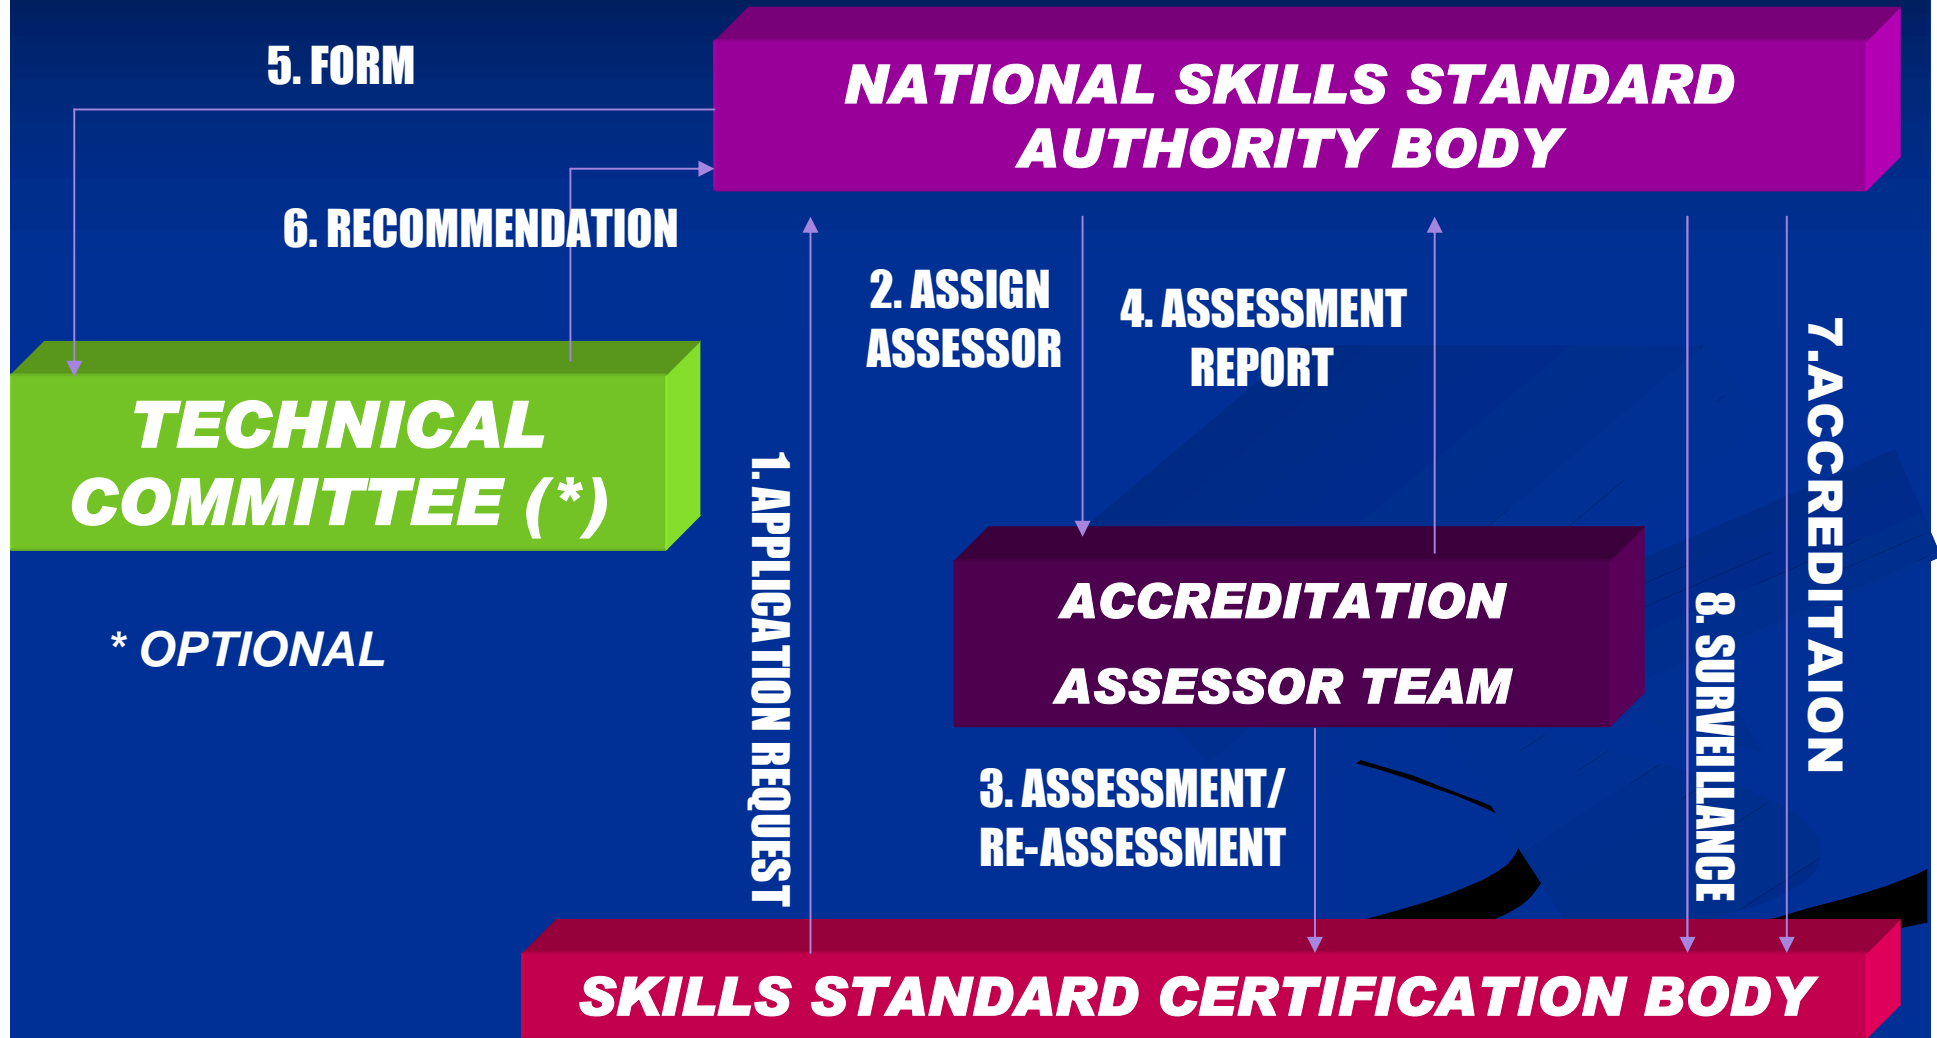 5. FORM
NATIONAL SKILLS STANDARD
AUTHORITY BODY
6. RECOMMENDATION
2. ASSIGN
ASSESSOR
4. ASSESSMENT
REPORT
7.ACCREDITAION
TECHNICAL
COMMITTEE (*)
1. APPLICATION REQUEST
ACCREDITATION
ASSESSOR TEAM
8. SURVEILLANCE
* OPTIONAL
3. ASSESSMENT/
RE-ASSESSMENT
SKILLS STANDARD CERTIFICATION BODY